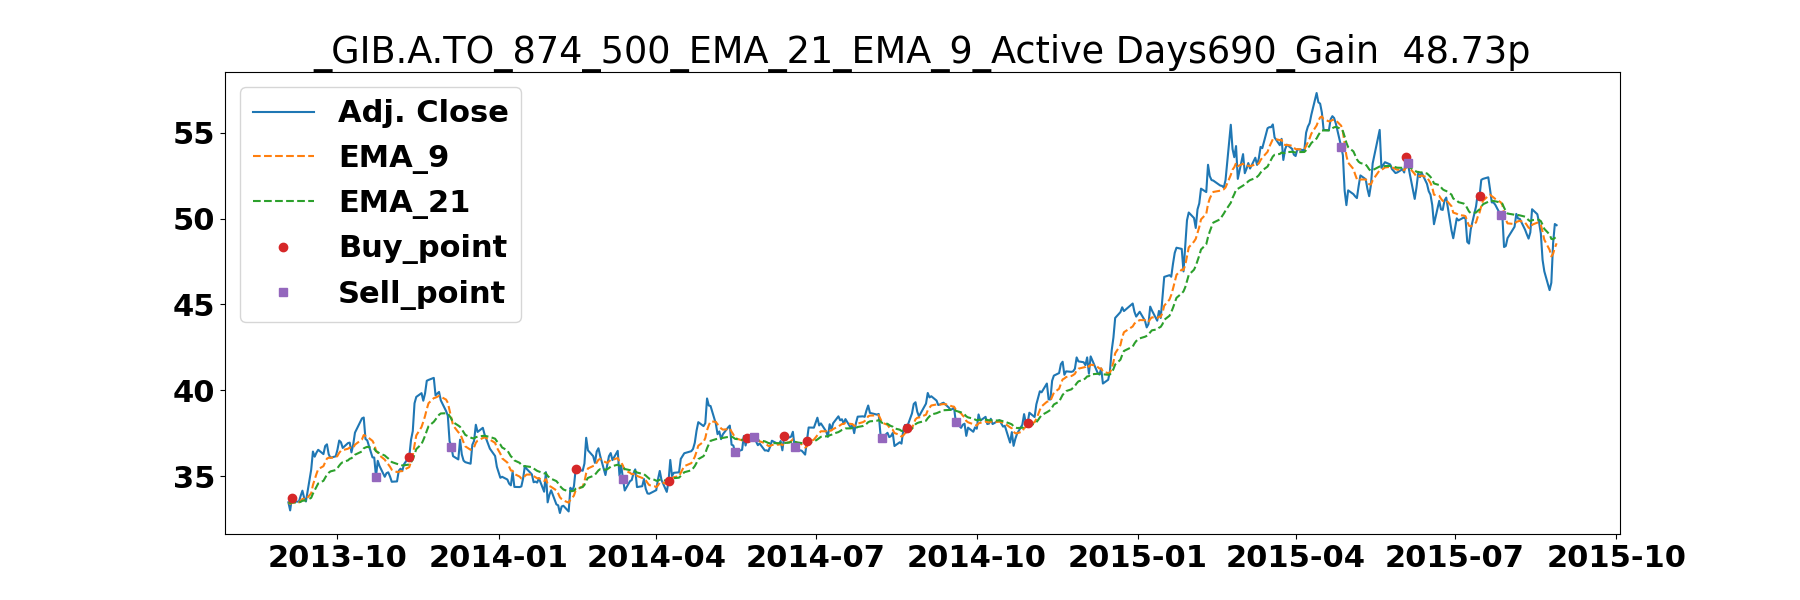 _GIB.A.TO_874_500_EMA_21_EMA_9_Active Days690_Gain  48.73p
Adj. Close
EMA_9
EMA_21
Buy_point
Sell_point
55
50
45
40
35
2013-10 2014-01 2014-04 2014-07 2014-10 2015-01 2015-04 2015-07 2015-10